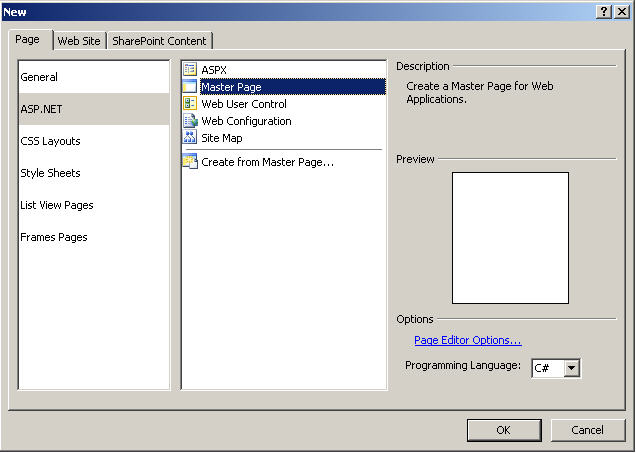 New
Page
Web Site
SharePoint Content
General
ASP.NET
CSS Layouts
Style Sheets
List View Pages
Frames Pages
ASPX
Master Page
Web User Control
Web Configuration
Site Map
Create from Master Page...
Description
Create a Master Page for Web
Applications.
Preview
Options
Page Editor Options...
Programming Language:
C#
OK
Cancel